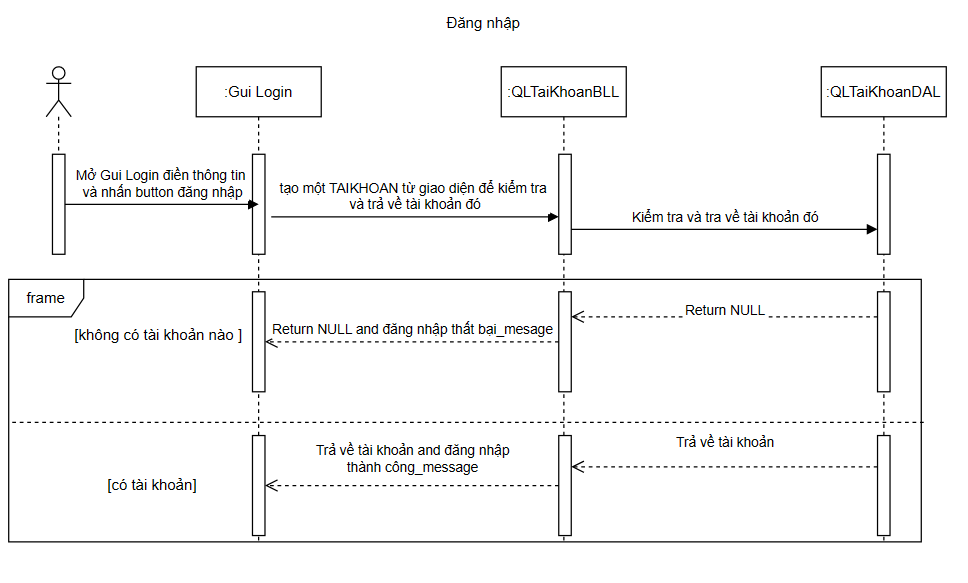 Đăng nhập
:Gui Login
:QLTaiKhoanBLL
:QLTaiKhoanDAL
Mở Gui Login điền thông tin
và nhấn button đăng nhập
tạo một TAIKHOAN từ giao diện để kiểm tra
và trả về tài khoản đó
Kiểm tra và tra về tài khoản đó
frame
[không có tài khoản nào ]
Return NULL and đăng nhập thất bại_mesage
Return NULL
[có tài khoản]
Trả về tài khoản and đăng nhập
thành công_message
Trả về tài khoản